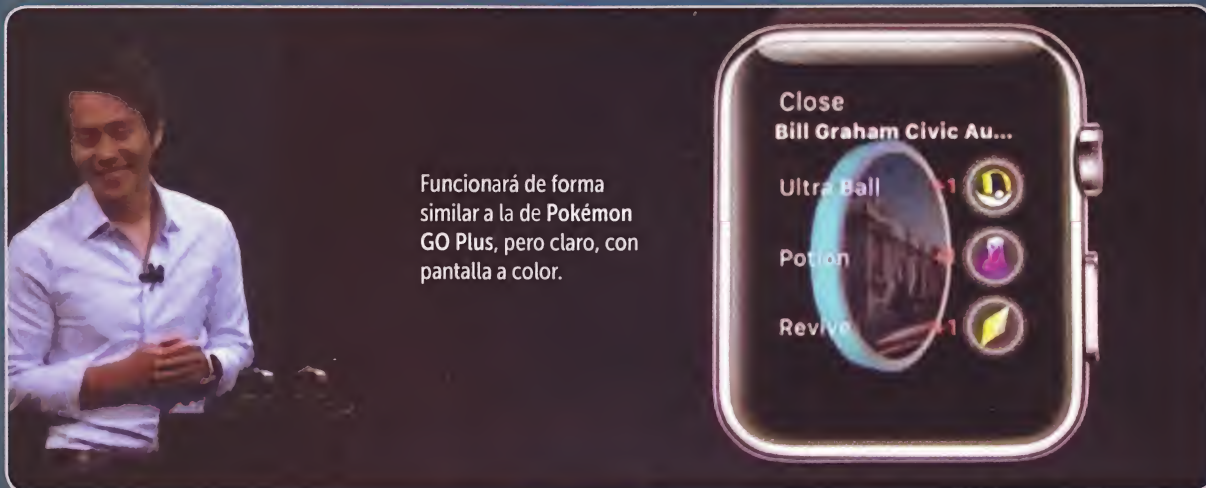 Funcionará de forma
similar a la de Pokémon
GO Plus, pero claro, con
pantalla a color.
Close
Bill Graham Civic Au...
Ultra Ball +1
Potion
Revive +1